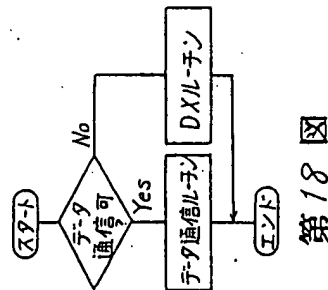 スタート
データ
通信可
?
No
Yes
データ通信ルーチン
DXルーチン
エンド
第18図